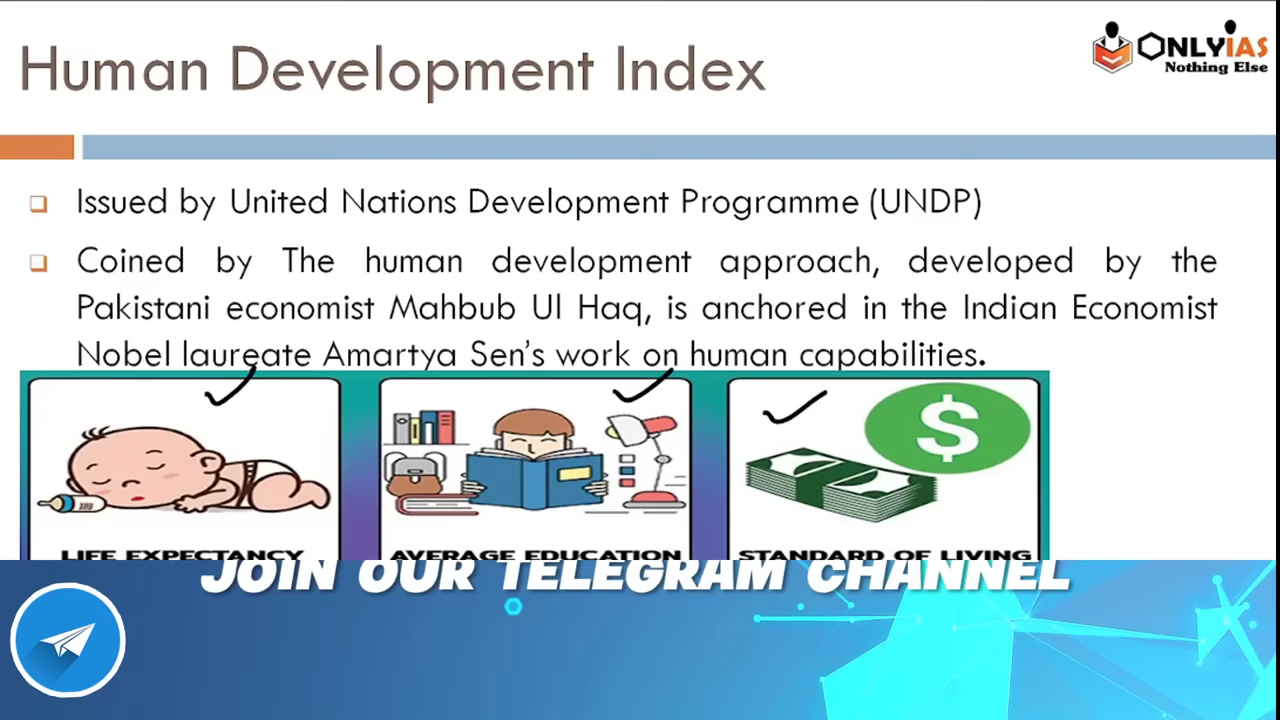 Human Development Index
ONLYIAS
Nothing Else
Issued by United Nations Development Programme (UNDP)
Coined by The human development approach, developed by the
Pakistani economist Mahbub Ul Haq, is anchored in the Indian Economist
Nobel laureate Amartya Sen's work on human capabilities.
$
LIFE EXPECTANCY
AVERAGE EDUCATION
STANDARD OF LIVING
JOIN OUR TELEGRAM CHANNEL